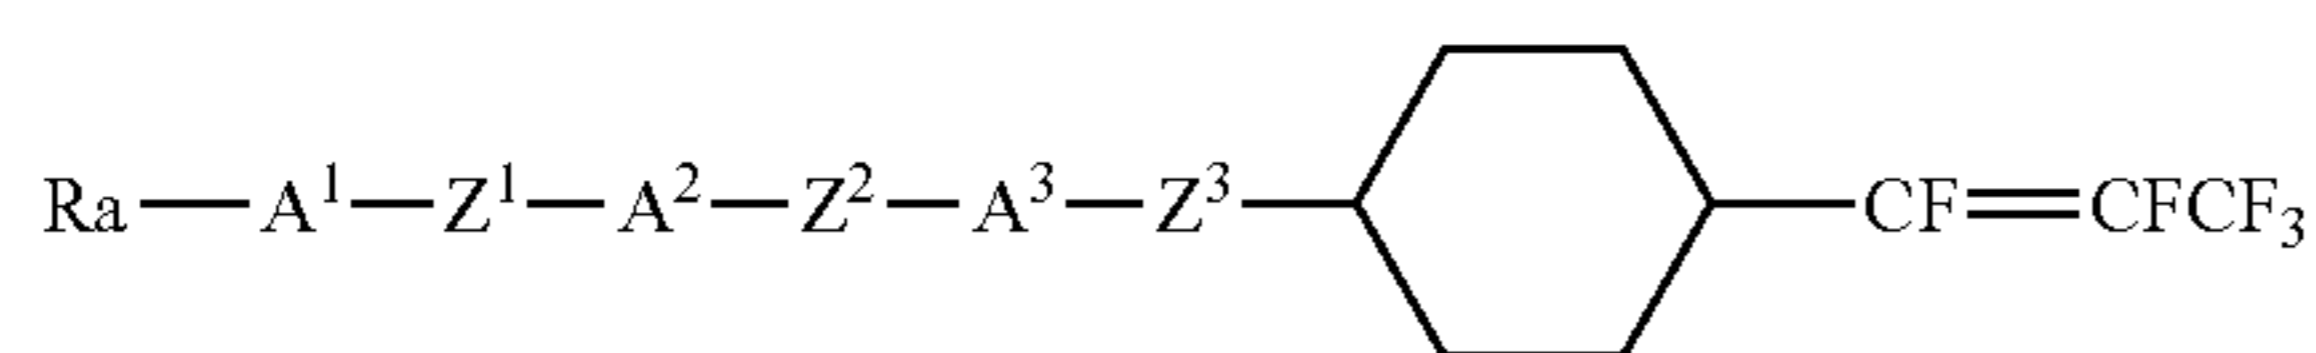 Ra—A¹—Z¹—A²—Z²—A³—Z³ CF=CFCF₃